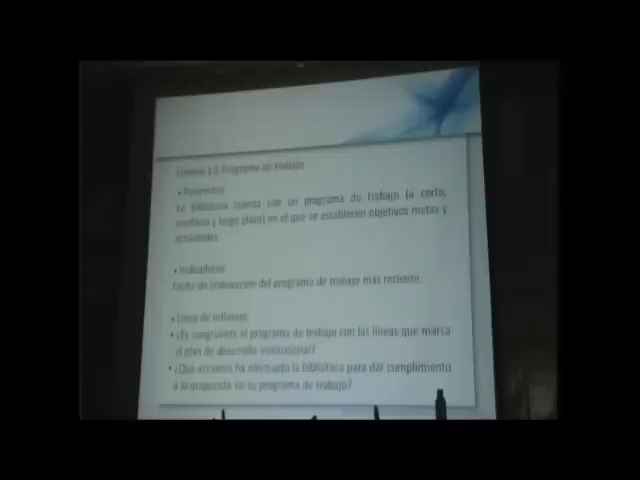 1.5 Programa de trabajo
• Parámetro
La biblioteca cuenta con un programa de trabajo (a corto,
mediano y largo plazo) en el que se establecen objetivos metas y
actividades.
• Indicadores
Fecha de elaboración del programa de trabajo más reciente.
• Línea de reflexión
• ¿Es congruente el programa de trabajo con las líneas que marca
el plan de desarrollo institucional?
• ¿Qué acciones ha efectuado la biblioteca para dar cumplimiento
a lo propuesto en su programa de trabajo?